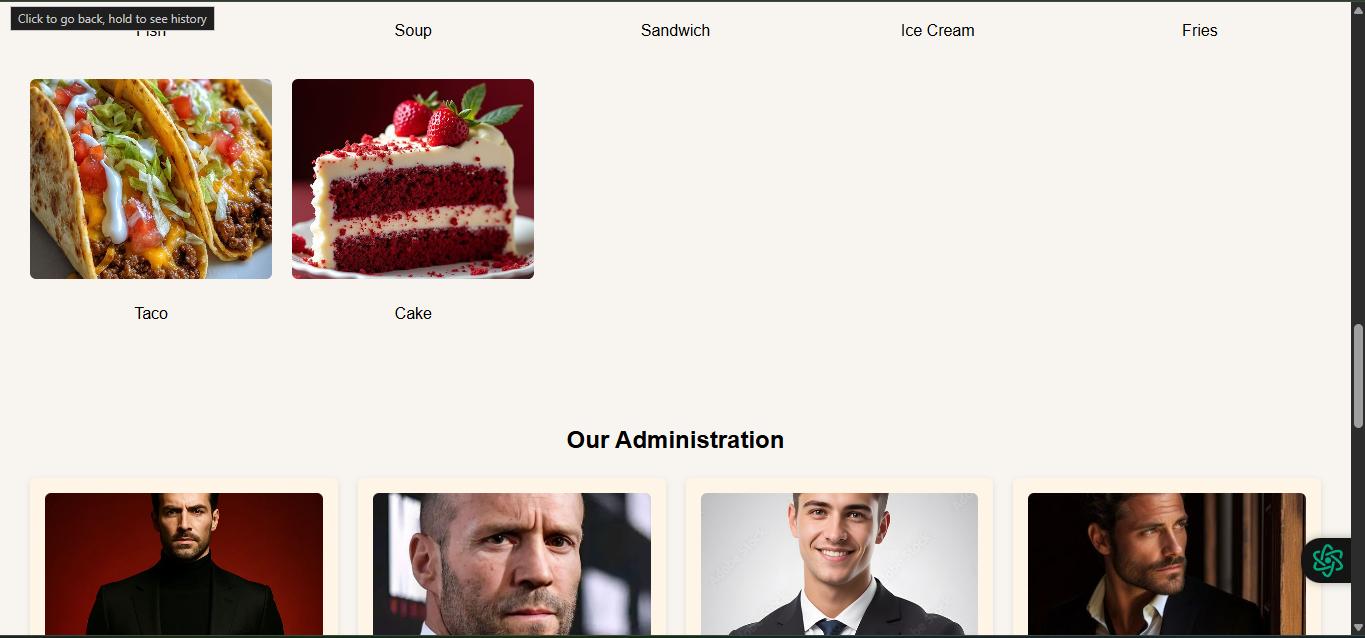 Click to go back, hold to see history
Fish
Soup
Sandwich
Ice Cream
Fries
Taco
Cake
Our Administration